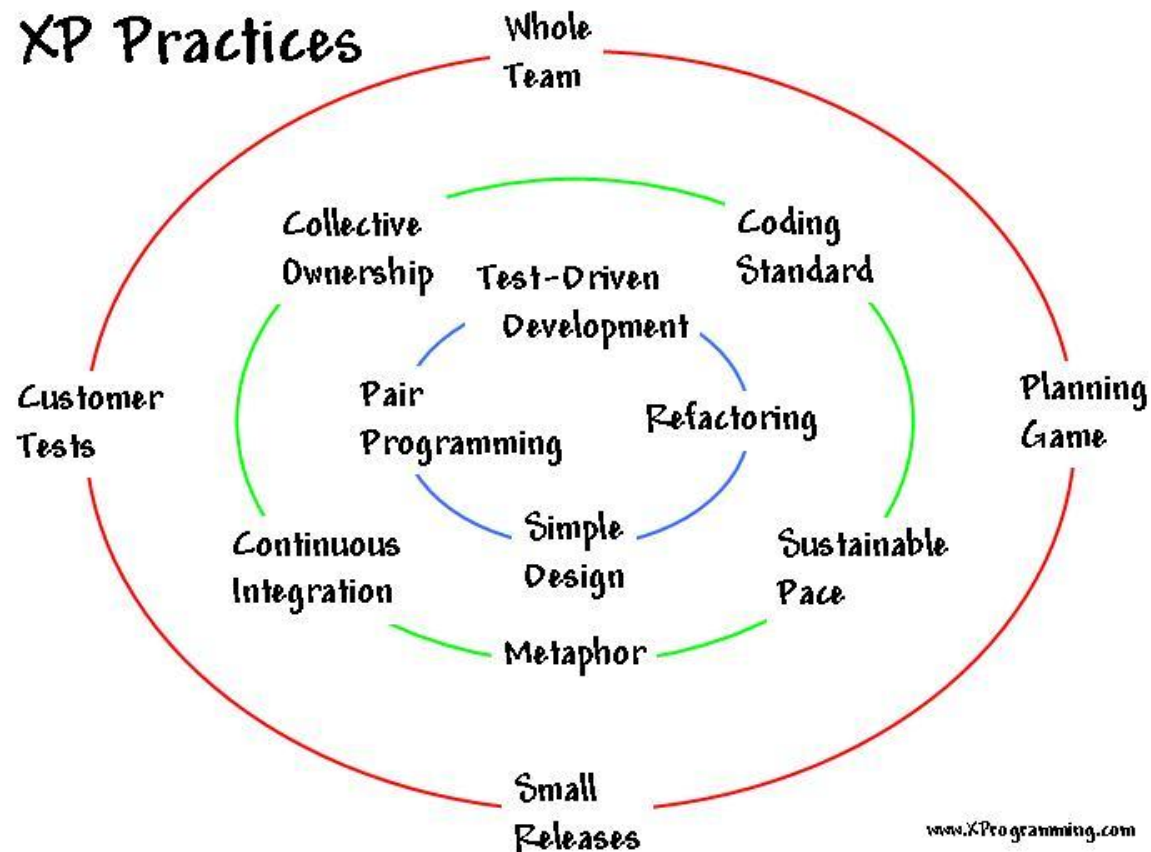 XP Practices
Whole
Team
Collective
Ownership
Coding
Standard
Test-Driven
Development
Customer
Tests
Pair
Programming
Refactoring
Planning
Game
Continuous
Integration
Simple
Design
Sustainable
Pace
Metaphor
Small
Releases
www.XProgramming.com